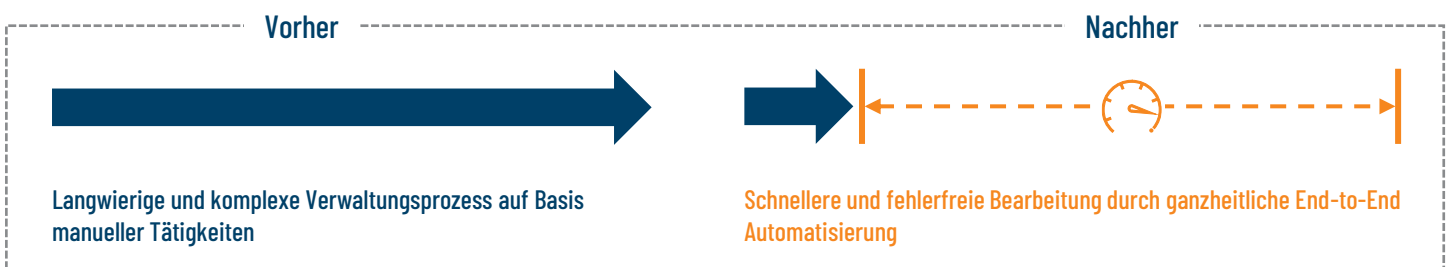 Vorher
Nachher
Langwierige und komplexe Verwaltungsprozess auf Basis
manueller Tätigkeiten
Schnellere und fehlerfreie Bearbeitung durch ganzheitliche End-to-End
Automatisierung